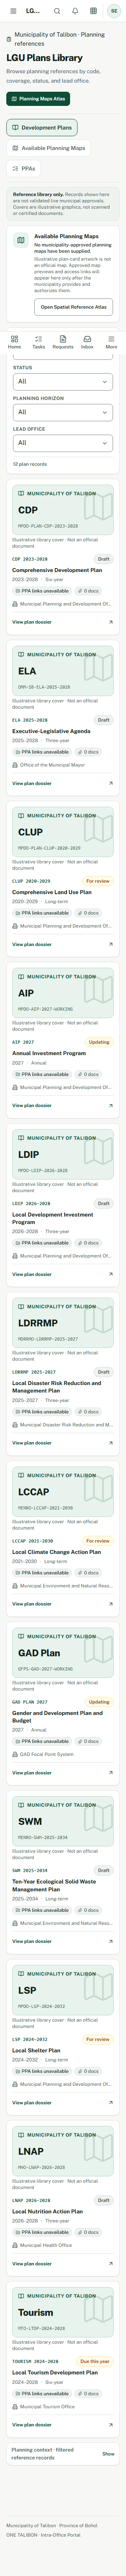 LG...
SE
Municipality of Talibon · Planning
references
LGU Plans Library
Browse planning references by code,
coverage, and custodian.
Planning Maps Atlas
Development Plans
Available Planning Maps
PPAs
Reference library only. Records shown here
are not validated live government records.
Covers are illustrative graphics, not scanned
or certified documents.
Available Planning Maps
No municipality-approved planning
maps have been supplied.
Illustrative plan-card artwork is not
an official map. Approved map
previews and access links will
appear here only after the
municipality provides and
authorizes them.
Open Spatial Reference Atlas
Home
Tasks
Requests
Inbox
More
STATUS
All
PLANNING HORIZON
All
LEAD OFFICE
All
12 plan records
MUNICIPALITY OF TALIBON
CDP
MPDO-PLAN-CDP-2023-2028
Illustrative library cover · Not an official
document
CDP 2023-2028
Draft
Comprehensive Development Plan
2023-2028 · Six-year
PPA links unavailable
0 docs
Municipal Planning and Development Of...
View plan dossier
MUNICIPALITY OF TALIBON
ELA
OMM-SB-ELA-2025-2028
Illustrative library cover · Not an official
document
ELA 2025-2028
Draft
Executive-Legislative Agenda
2025-2028 · Three-year
PPA links unavailable
0 docs
Office of the Municipal Mayor
View plan dossier
MUNICIPALITY OF TALIBON
CLUP
MPDO-PLAN-CLUP-2020-2029
Illustrative library cover · Not an official
document
CLUP 2020-2029
For review
Comprehensive Land Use Plan
2020-2029 · Long-term
PPA links unavailable
0 docs
Municipal Planning and Development Of...
View plan dossier
MUNICIPALITY OF TALIBON
AIP
MPDO-AIP-2027-WORKING
Illustrative library cover · Not an official
document
AIP 2027
Updating
Annual Investment Program
2027 · Annual
PPA links unavailable
0 docs
Municipal Planning and Development Of...
View plan dossier
MUNICIPALITY OF TALIBON
LDIP
MPDO-LDIP-2026-2028
Illustrative library cover · Not an official
document
LDIP 2026-2028
Draft
Local Development Investment
Program
2026-2028 · Three-year
PPA links unavailable
0 docs
Municipal Planning and Development Of...
View plan dossier
MUNICIPALITY OF TALIBON
LDRRMP
MDRRMO-LDRRMP-2025-2027
Illustrative library cover · Not an official
document
LDRRMP 2025-2027
Draft
Local Disaster Risk Reduction and
Management Plan
2025-2027 · Three-year
PPA links unavailable
0 docs
Municipal Disaster Risk Reduction and M...
View plan dossier
MUNICIPALITY OF TALIBON
LCCAP
MENRO-LCCAP-2021-2030
Illustrative library cover · Not an official
document
LCCAP 2021-2030
For review
Local Climate Change Action Plan
2021-2030 · Long-term
PPA links unavailable
0 docs
Municipal Environment and Natural Reso...
View plan dossier
MUNICIPALITY OF TALIBON
GAD Plan
GFPS-GAD-2027-WORKING
Illustrative library cover · Not an official
document
GAD PLAN 2027
Updating
Gender and Development Plan and
Budget
2027 · Annual
PPA links unavailable
0 docs
GAD Focal Point System
View plan dossier
MUNICIPALITY OF TALIBON
SWM
MENRO-SWM-2025-2034
Illustrative library cover · Not an official
document
SWM 2025-2034
Draft
Ten-Year Ecological Solid Waste
Management Plan
2025-2034 · Long-term
PPA links unavailable
0 docs
Municipal Environment and Natural Reso...
View plan dossier
MUNICIPALITY OF TALIBON
LSP
MPDO-LSP-2024-2032
Illustrative library cover · Not an official
document
LSP 2024-2032
For review
Local Shelter Plan
2024-2032 · Long-term
PPA links unavailable
0 docs
Municipal Planning and Development Of...
View plan dossier
MUNICIPALITY OF TALIBON
LNAP
MHO-LNAP-2026-2028
Illustrative library cover · Not an official
document
LNAP 2026-2028
Draft
Local Nutrition Action Plan
2026-2028 · Three-year
PPA links unavailable
0 docs
Municipal Health Office
View plan dossier
MUNICIPALITY OF TALIBON
Tourism
MTO-LTDP-2024-2028
Illustrative library cover · Not an official
document
TOURISM 2024-2028
Due this year
Local Tourism Development Plan
2024-2028 · Six-year
PPA links unavailable
0 docs
Municipal Tourism Office
View plan dossier
Planning context · filtered
reference records
Show
Municipality of Talibon · Province of Bohol
ONE TALIBON · Intra-Office Portal